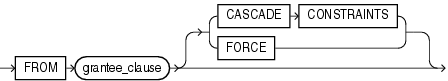 CASCADE CONSTRAINTS
FORCE
FROM grantee_clause